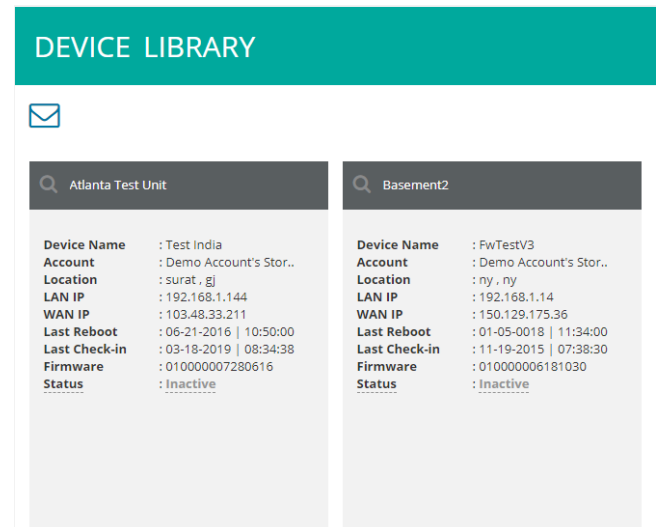 DEVICE LIBRARY
Atlanta Test Unit
Device Name : Test India
Account : Demo Account's Stor..
Location : surat , gj
LAN IP : 192.168.1.144
WAN IP : 103.48.33.211
Last Reboot : 06-21-2016 | 10:50:00
Last Check-in : 03-18-2019 | 08:34:38
Firmware : 010000007280616
Status : Inactive
Basement2
Device Name : FwTestV3
Account : Demo Account's Stor..
Location : ny , ny
LAN IP : 192.168.1.14
WAN IP : 150.129.175.36
Last Reboot : 01-05-0018 | 11:34:00
Last Check-in : 11-19-2015 | 07:38:30
Firmware : 010000006181030
Status : Inactive